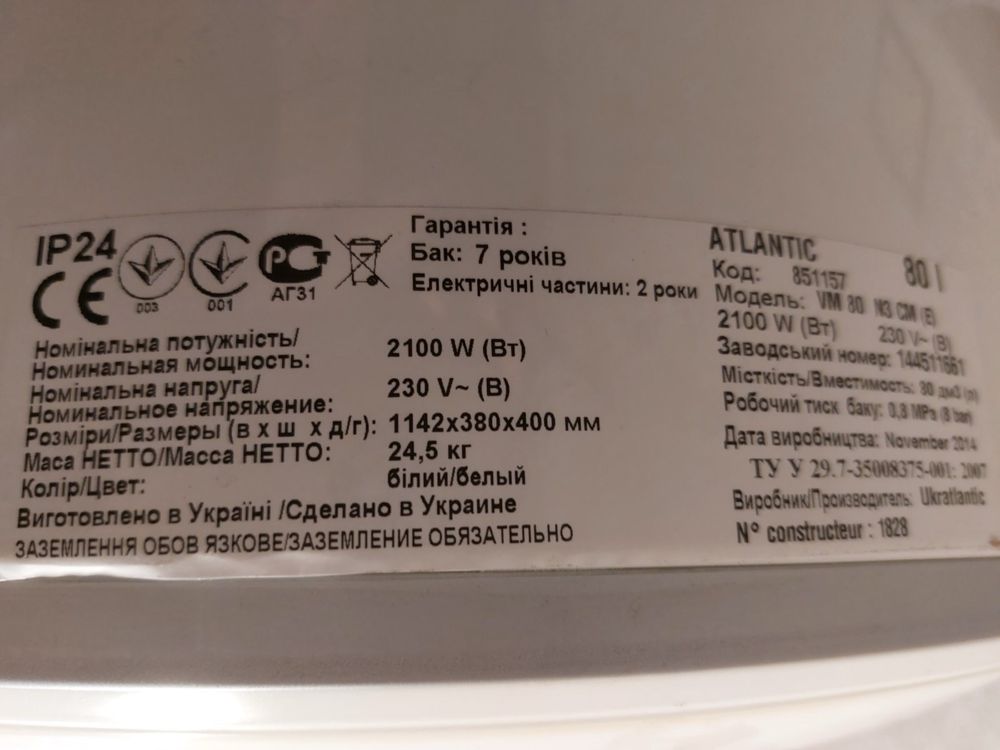 IP24
CE
003
001
АГ31
Гарантія :
Бак: 7 років
Електричні частини: 2 роки
Номінальна потужність/
Номинальная мощность: 2100 W (Вт)
Номінальна напруга/
Номинальное напряжение: 230 V~ (В)
Розміри/Размеры (в х ш х д/г): 1142х380х400 мм
Маса НЕТТО/Масса НЕТТО: 24,5 кг
Колір/Цвет: білий/белый
Виготовлено в Україні /Сделано в Украине
ЗАЗЕМЛЕННЯ ОБОВ ЯЗКОВЕ/ЗАЗЕМЛЕНИЕ ОБЯЗАТЕЛЬНО
ATLANTIC 80 l
Код: 851157
Модель: VM 80 N3 CM (E)
2100 W (Вт) 230 V~ (В)
Заводський номер: 144511661
Місткість/Вместимость: 80 дм3 (л)
Робочий тиск баку: 0,8 MPa (8 bar)
Дата виробництва: November 2014
ТУ У 29.7-35008375-001: 2007
Виробник/Производитель: Ukratlantic
N° constructeur : 1828